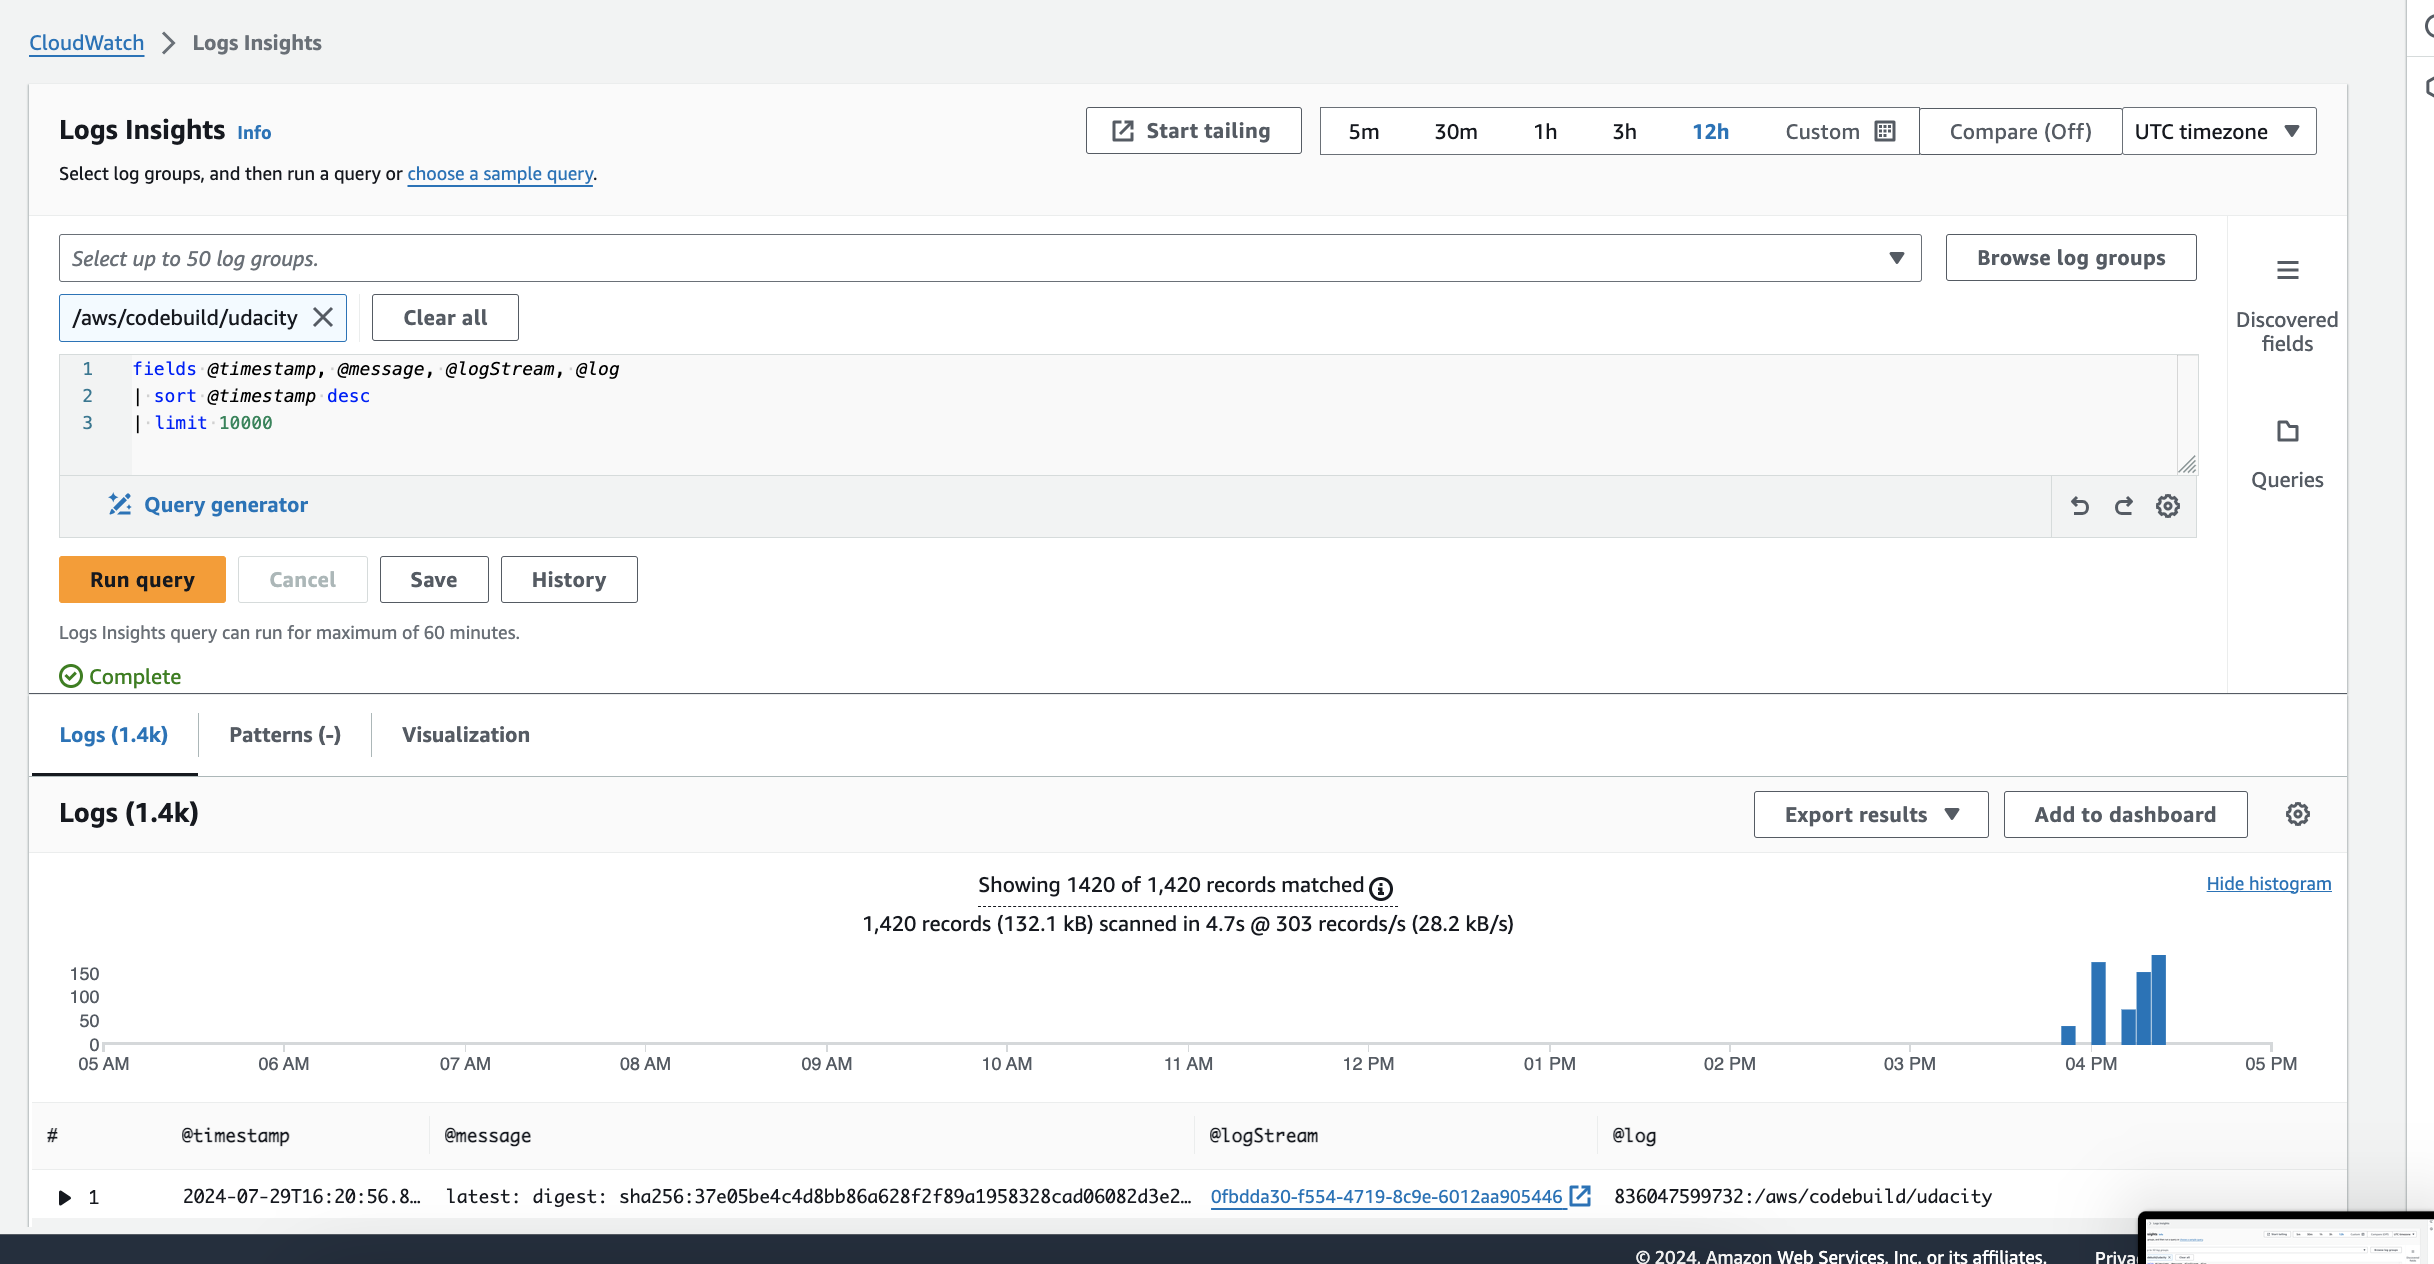 CloudWatch > Logs Insights
Logs Insights Info
Start tailing
5m 30m 1h 3h 12h Custom Compare (Off) UTC timezone
Select log groups, and then run a query or choose a sample query.
Select up to 50 log groups.
Browse log groups
/aws/codebuild/udacity
Clear all
Discovered
fields
1 fields @timestamp, @message, @logStream, @log
2 | sort @timestamp desc
3 | limit 10000
Queries
Query generator
Run query Cancel Save History
Logs Insights query can run for maximum of 60 minutes.
Complete
Logs (1.4k) Patterns (-) Visualization
Logs (1.4k)
Export results Add to dashboard
Showing 1420 of 1,420 records matched
Hide histogram
1,420 records (132.1 kB) scanned in 4.7s @ 303 records/s (28.2 kB/s)
150
100
50
0
05 AM 06 AM 07 AM 08 AM 09 AM 10 AM 11 AM 12 PM 01 PM 02 PM 03 PM 04 PM 05 PM
# @timestamp @message @logStream @log
1 2024-07-29T16:20:56.8… latest: digest: sha256:37e05be4c4d8bb86a628f2f89a1958328cad06082d3e2… 0fbdda30-f554-4719-8c9e-6012aa905446 836047599732:/aws/codebuild/udacity
© 2024, Amazon Web Services, Inc. or its affiliates.